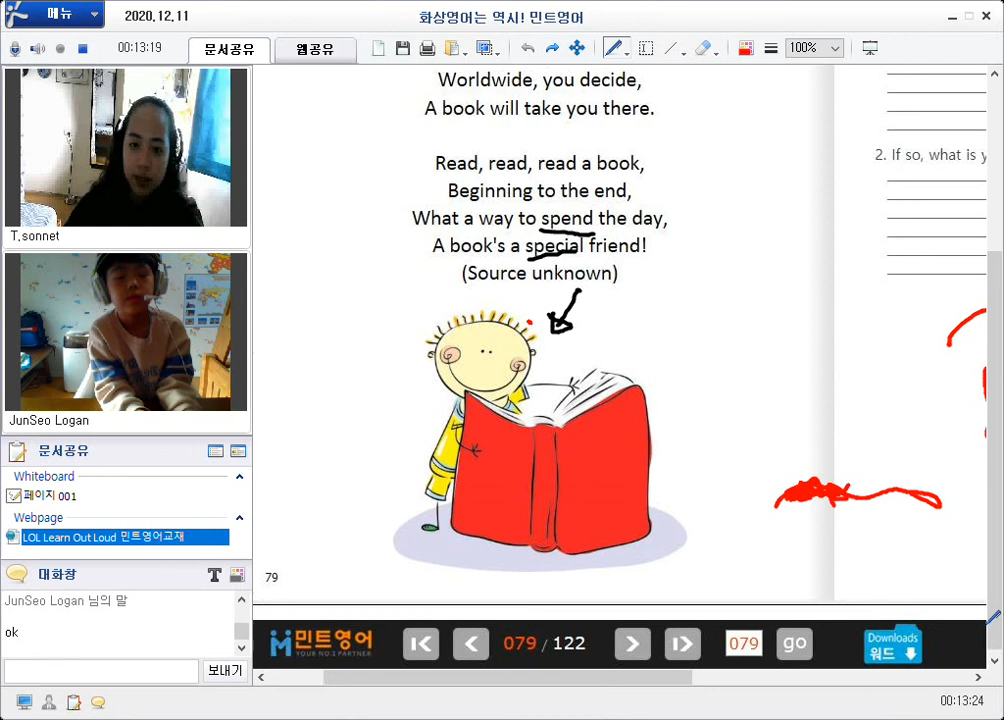 메뉴
2020.12.11
화상영어는 역시! 민트영어
00:13:19
문서공유
웹공유
100%
T.sonnet
JunSeo Logan
문서공유
Whiteboard
페이지 001
Webpage
LOL Learn Out Loud 민트영어교재
대화창
JunSeo Logan 님의 말
ok
보내기
Worldwide, you decide,
A book will take you there.
Read, read, read a book,
Beginning to the end,
What a way to spend the day,
A book's a special friend!
(Source unknown)
2. If so, what is y
79
민트영어
YOUR NO.1 PARTNER
079 / 122
079
go
Downloads
워드
00:13:24